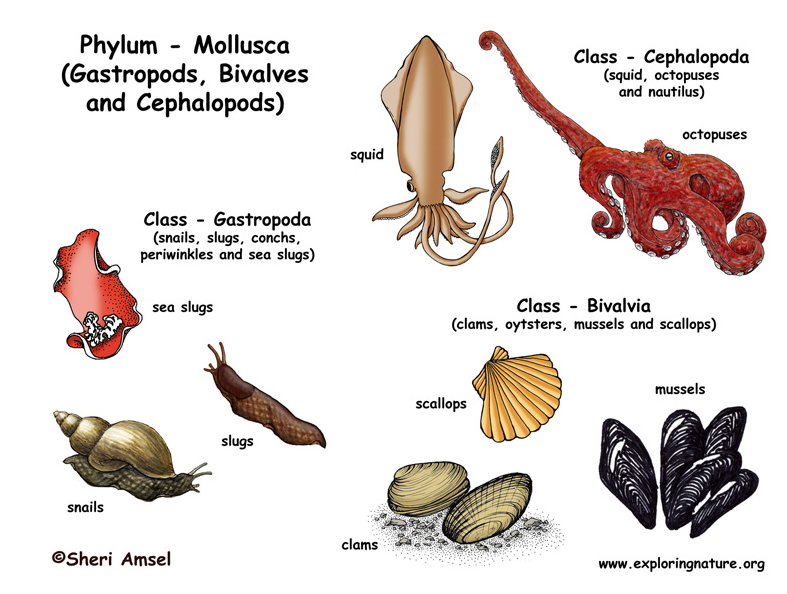 Phylum - Mollusca
(Gastropods, Bivalves
and Cephalopods)
Class - Cephalopoda
(squid, octopuses
and nautilus)
octopuses
squid
Class - Gastropoda
(snails, slugs, conchs,
periwinkles and sea slugs)
sea slugs
slugs
snails
Class - Bivalvia
(clams, oytsters, mussels and scallops)
scallops
mussels
clams
©Sheri Amsel
www.exploringnature.org